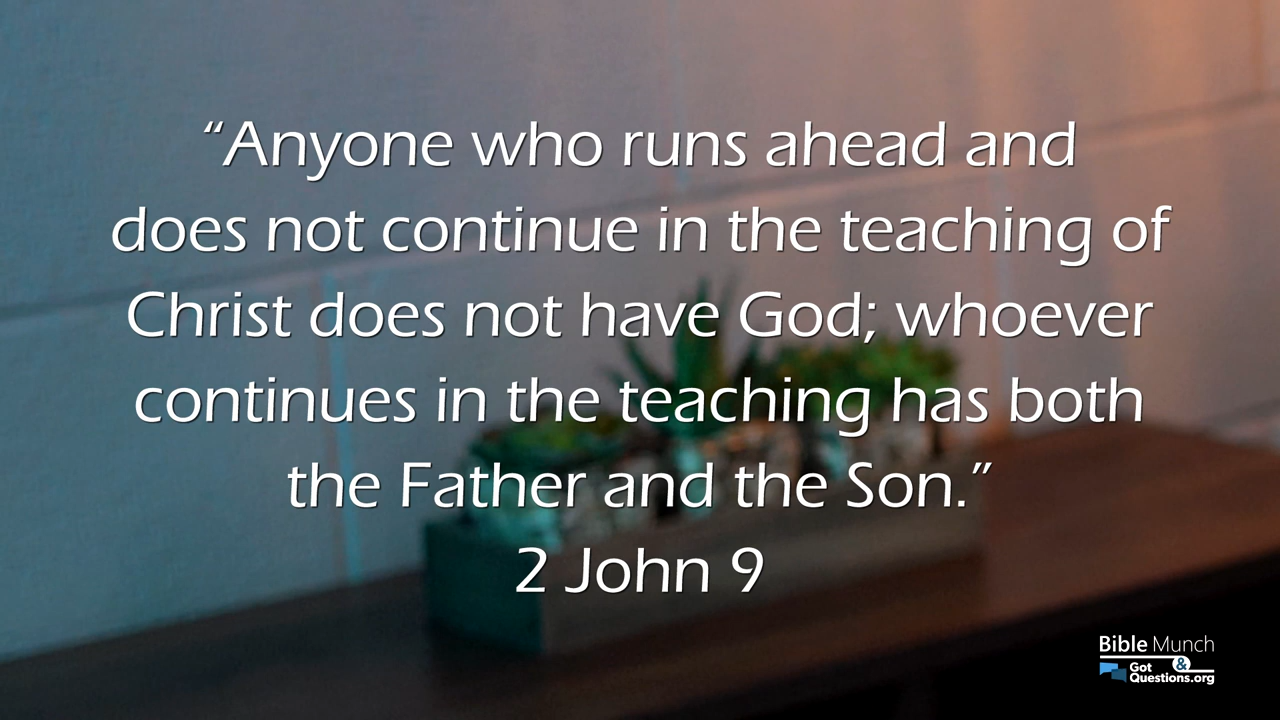 “Anyone who runs ahead and
does not continue in the teaching of
Christ does not have God; whoever
continues in the teaching has both
the Father and the Son.”
2 John 9
Bible Munch
&
Got
Questions.org